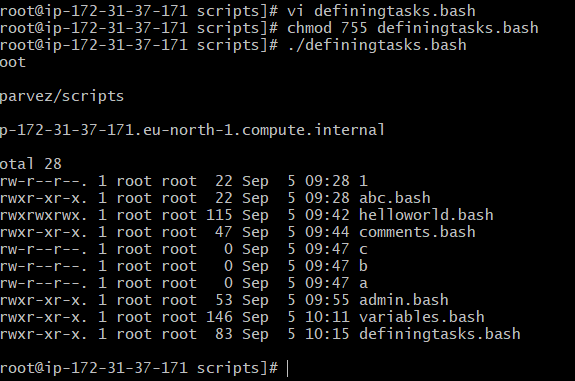 root@ip-172-31-37-171 scripts]# vi definingtasks.bash
root@ip-172-31-37-171 scripts]# chmod 755 definingtasks.bash
root@ip-172-31-37-171 scripts]# ./definingtasks.bash
oot
parvez/scripts
p-172-31-37-171.eu-north-1.compute.internal
otal 28
rw-r--r--. 1 root root  22 Sep  5 09:28 1
rwxr-xr-x. 1 root root  22 Sep  5 09:28 abc.bash
rwxrwxrwx. 1 root root 115 Sep  5 09:42 helloworld.bash
rwxr-xr-x. 1 root root  47 Sep  5 09:44 comments.bash
rw-r--r--. 1 root root   0 Sep  5 09:47 c
rw-r--r--. 1 root root   0 Sep  5 09:47 b
rw-r--r--. 1 root root   0 Sep  5 09:47 a
rwxr-xr-x. 1 root root  53 Sep  5 09:55 admin.bash
rwxr-xr-x. 1 root root 146 Sep  5 10:11 variables.bash
rwxr-xr-x. 1 root root  83 Sep  5 10:15 definingtasks.bash
root@ip-172-31-37-171 scripts]#